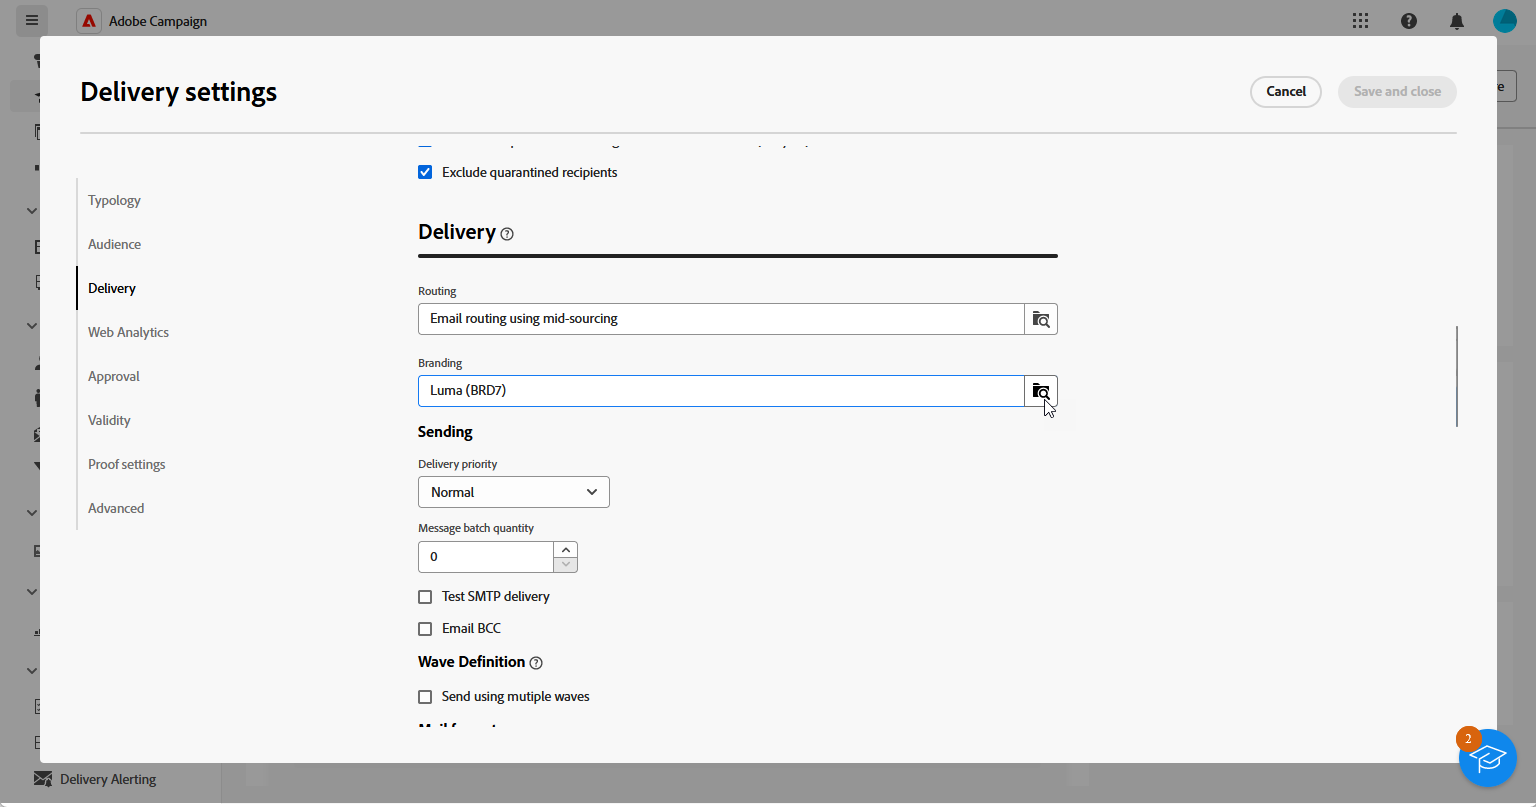 Adobe Campaign
Delivery settings
Cancel
Save and close
Exclude quarantined recipients
Typology
Audience
Delivery
Web Analytics
Approval
Validity
Proof settings
Advanced
Delivery
Routing
Email routing using mid-sourcing
Branding
Luma (BRD7)
Sending
Delivery priority
Normal
Message batch quantity
0
Test SMTP delivery
Email BCC
Wave Definition
Send using mutiple waves
2
Delivery Alerting